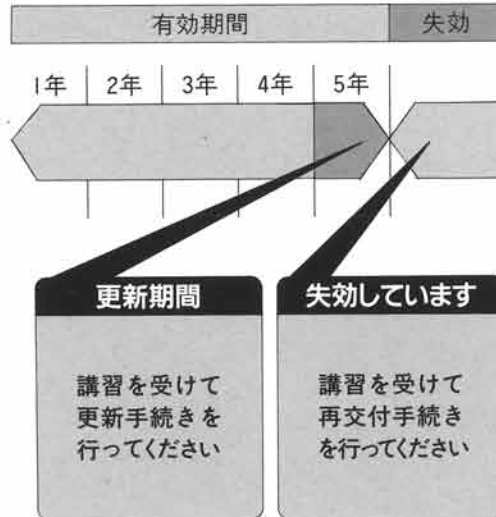 有効期間 失効
1年 2年 3年 4年 5年
更新期間
講習を受けて
更新手続きを
行ってください
失効しています
講習を受けて
再交付手続き
を行ってください